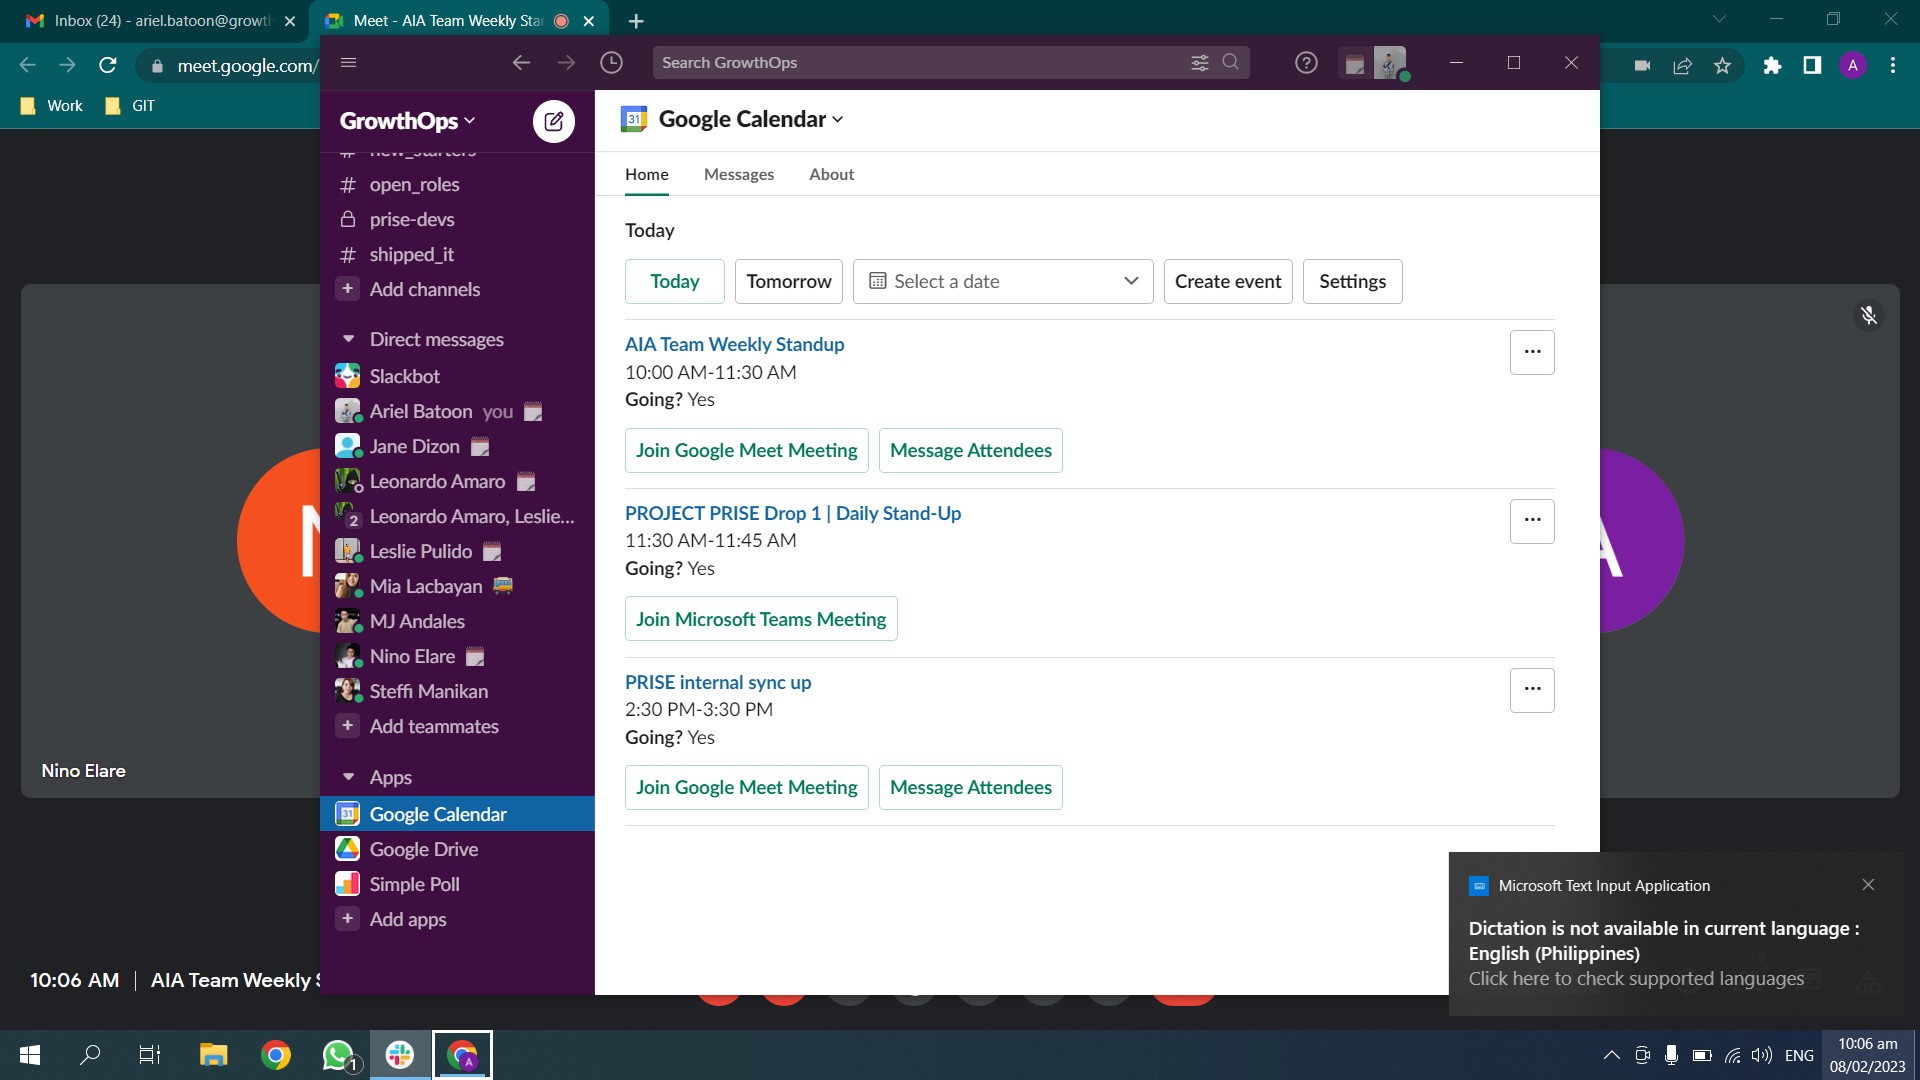 Inbox (24) - ariel.batoon@growth
Meet - AIA Team Weekly Star
meet.google.com/
Search GrowthOps
A
Work
GIT
GrowthOps
Google Calendar
new_starters
open_roles
prise-devs
shipped_it
Add channels
Direct messages
Slackbot
Ariel Batoon you
Jane Dizon
Leonardo Amaro
2
Leonardo Amaro, Leslie...
Leslie Pulido
Mia Lacbayan
MJ Andales
Nino Elare
Steffi Manikan
Add teammates
Apps
31
Google Calendar
Google Drive
Simple Poll
Add apps
31
Home
Messages
About
Today
Today
Tomorrow
Select a date
Create event
Settings
AIA Team Weekly Standup
10:00 AM-11:30 AM
Going? Yes
Join Google Meet Meeting
Message Attendees
PROJECT PRISE Drop 1 | Daily Stand-Up
11:30 AM-11:45 AM
Going? Yes
Join Microsoft Teams Meeting
PRISE internal sync up
2:30 PM-3:30 PM
Going? Yes
Join Google Meet Meeting
Message Attendees
N
A
Nino Elare
10:06 AM | AIA Team Weekly S
Microsoft Text Input Application
Dictation is not available in current language :
English (Philippines)
Click here to check supported languages
1
A
ENG
10:06 am
08/02/2023